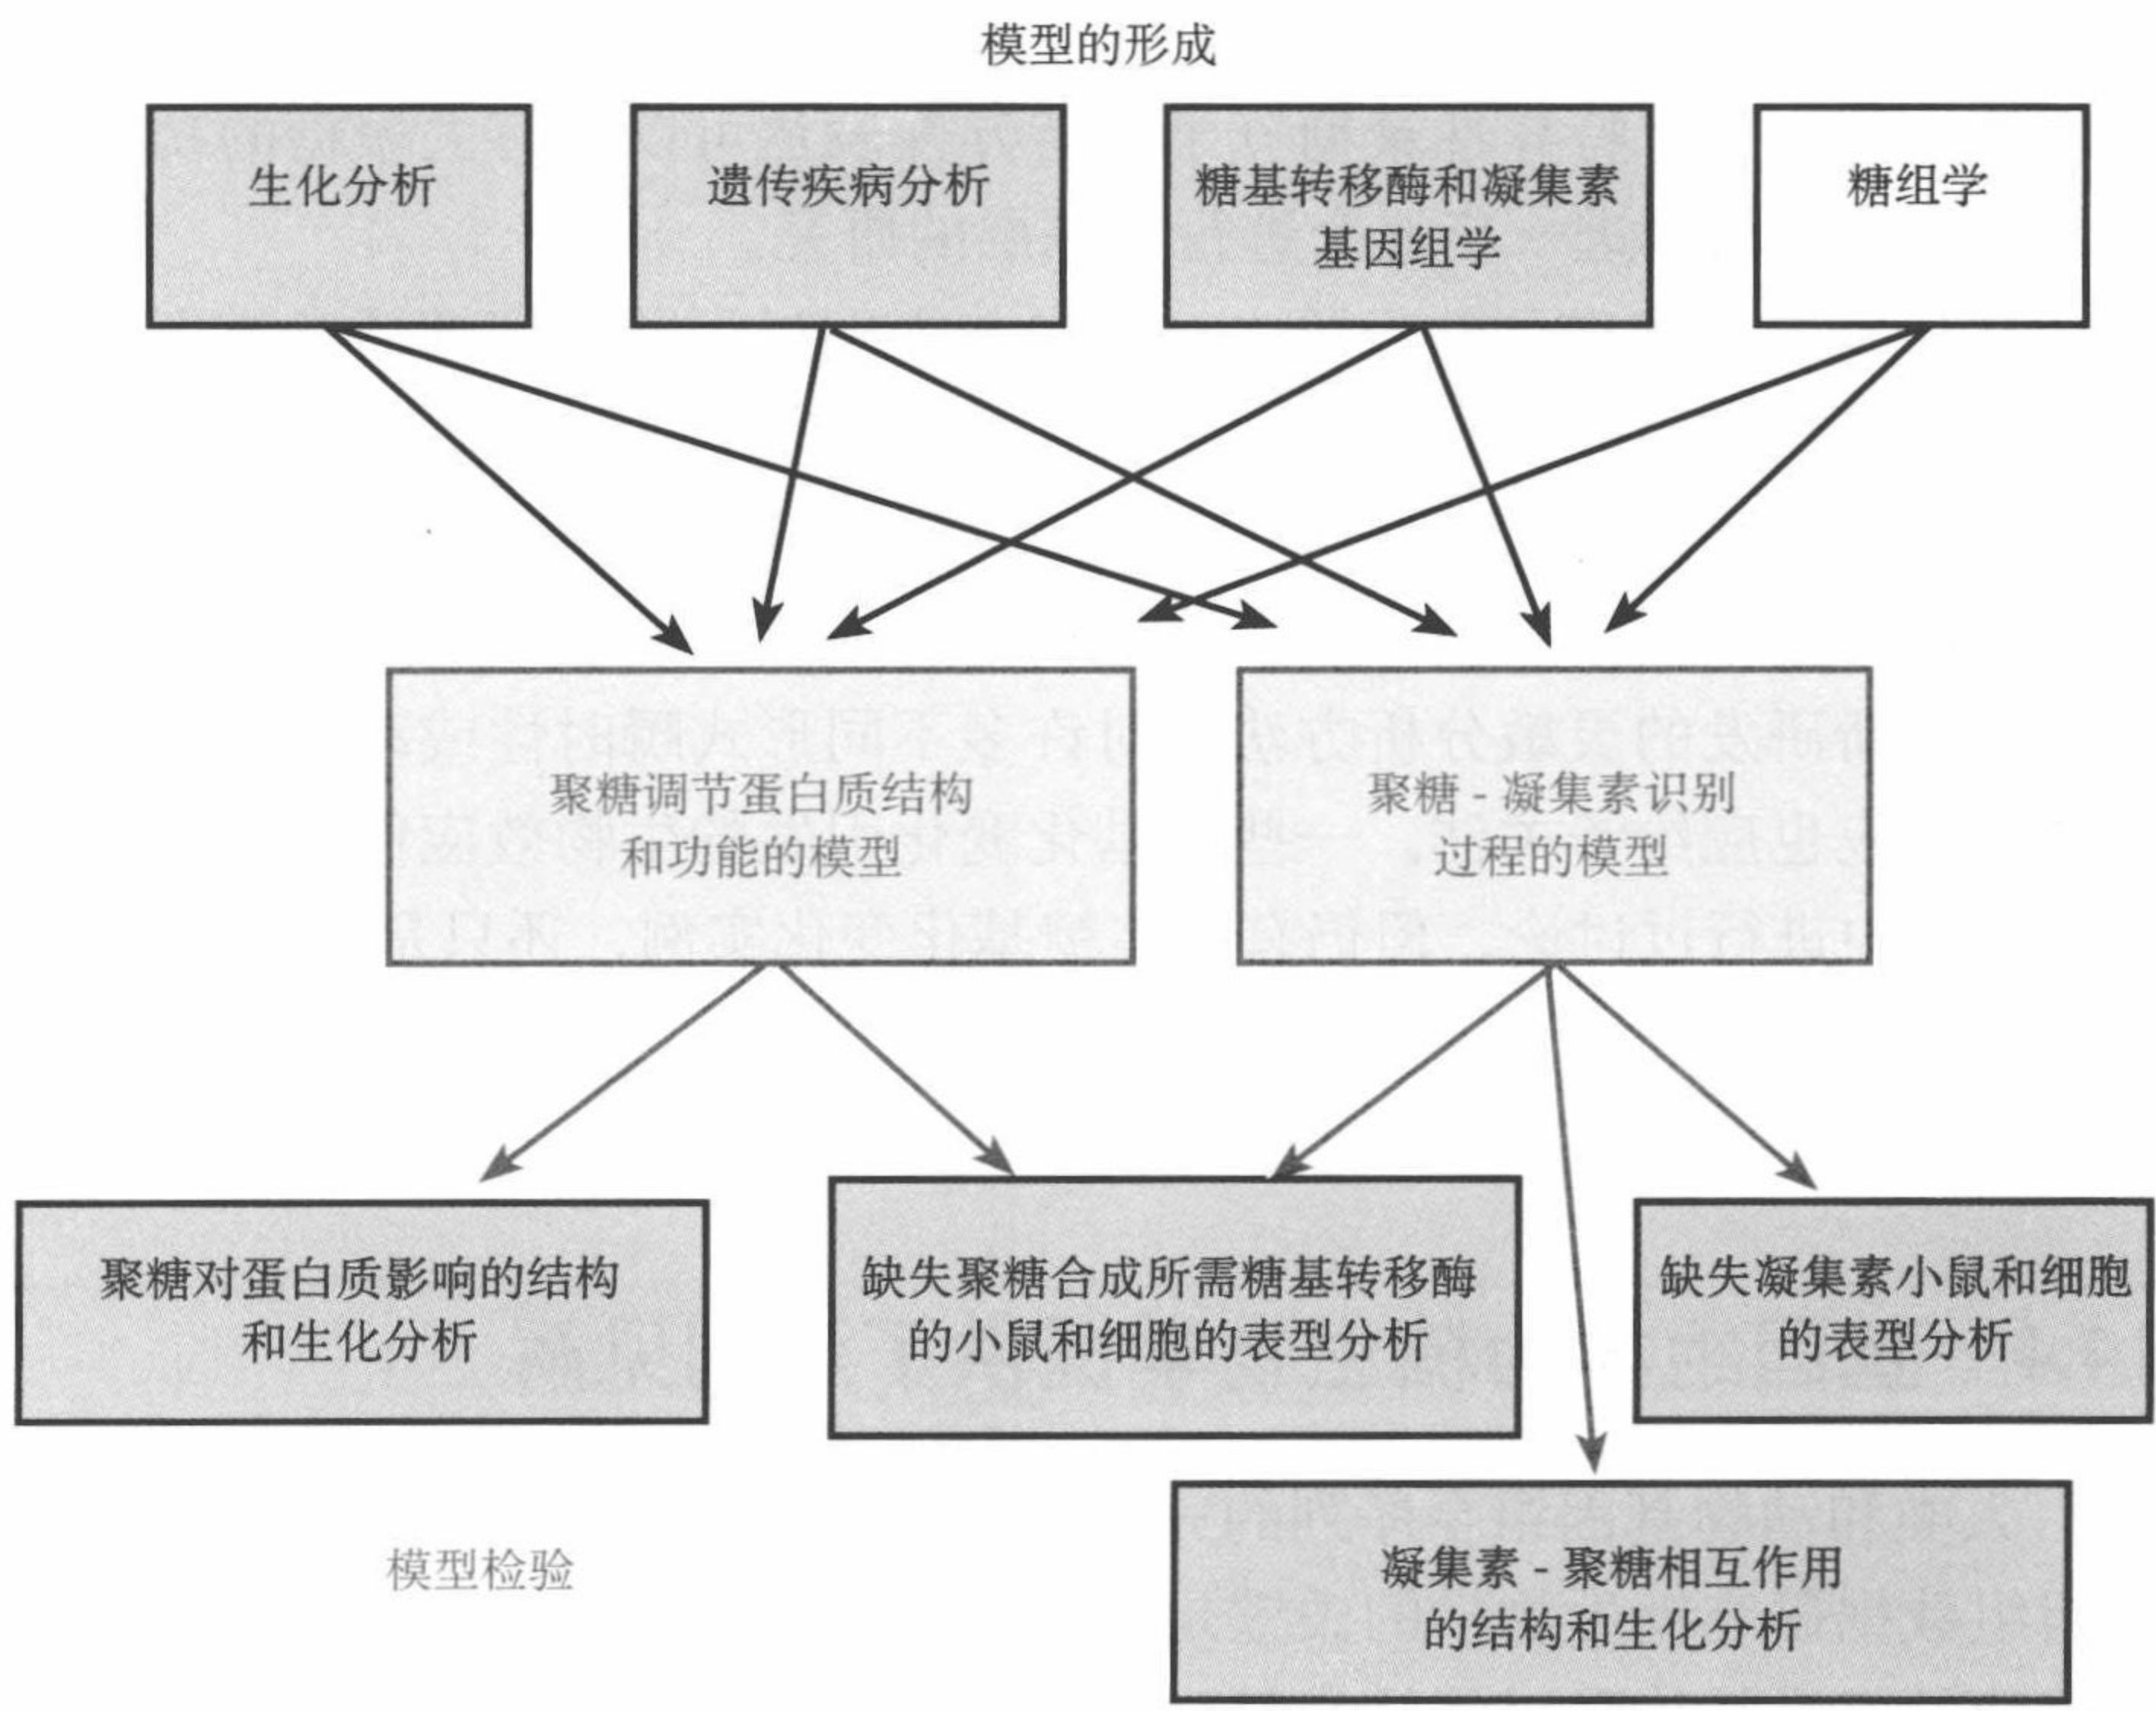 模型的形成
生化分析
遗传疾病分析
糖基转移酶和凝集素
基因组学
糖组学
聚糖调节蛋白质结构
和功能的模型
聚糖 - 凝集素识别
过程的模型
聚糖对蛋白质影响的结构
和生化分析
缺失聚糖合成所需糖基转移酶
的小鼠和细胞的表型分析
缺失凝集素小鼠和细胞
的表型分析
模型检验
凝集素 - 聚糖相互作用
的结构和生化分析